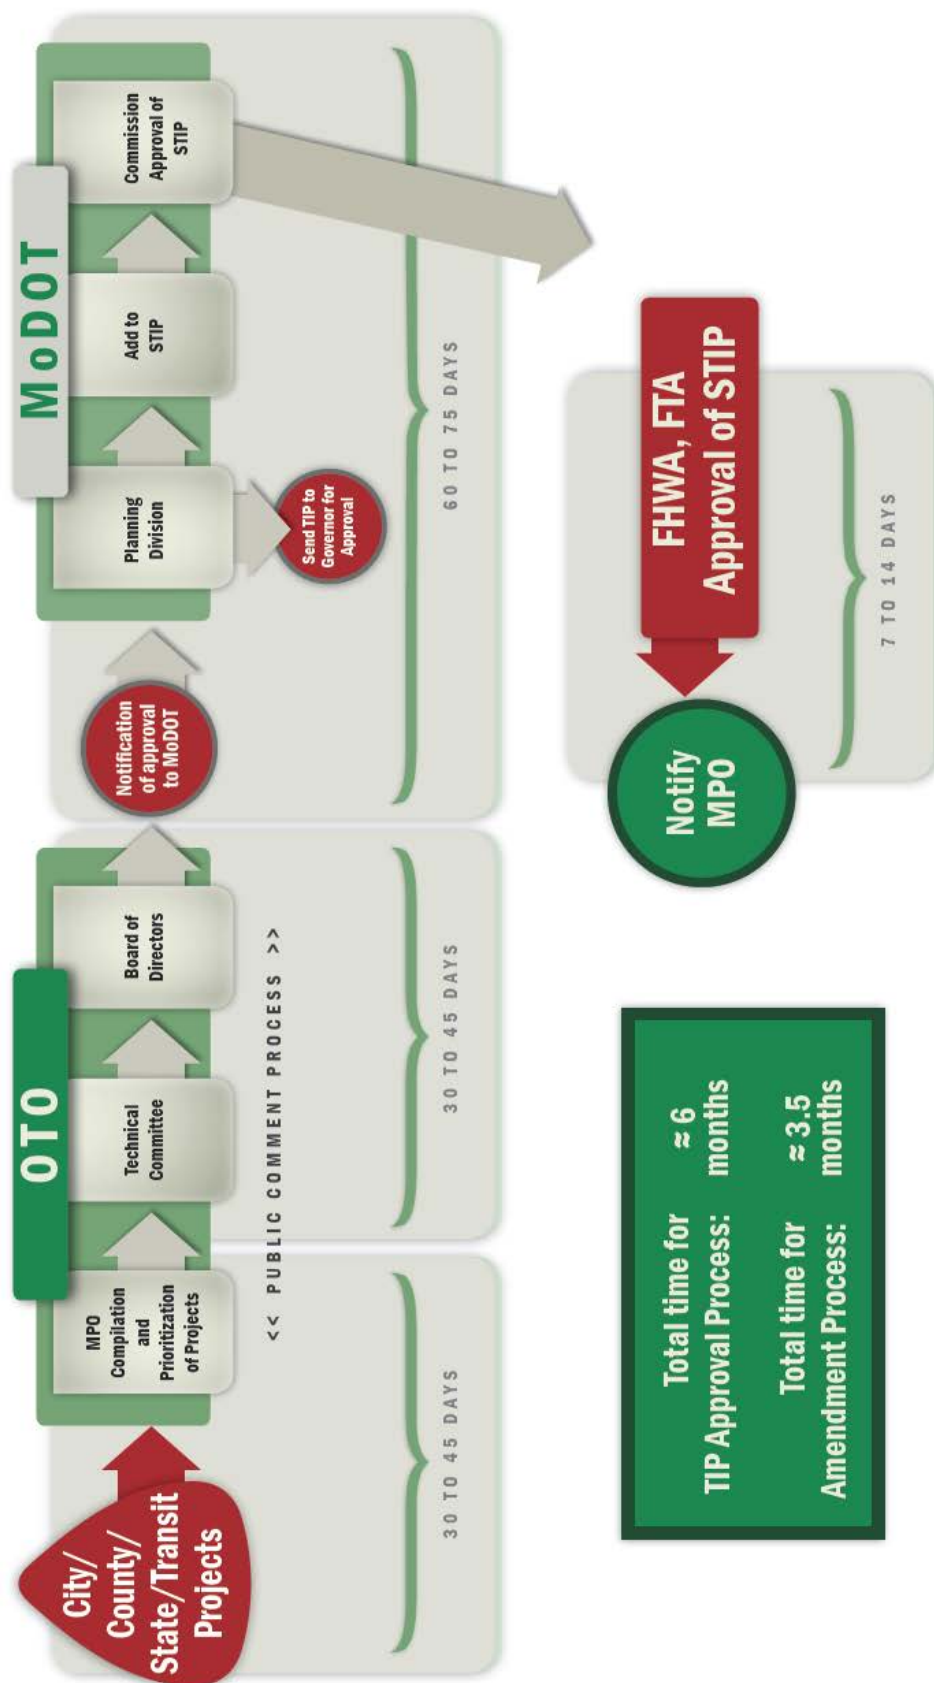 City/
County/
State/Transit
Projects
OTO
MPO
Compilation
and
Prioritization
of Projects
Technical
Committee
Board of
Directors
<< PUBLIC COMMENT PROCESS >>
30 TO 45 DAYS
30 TO 45 DAYS
Notification
of approval
to MoDOT
MoDOT
Planning
Division
Add to
STIP
Commission
Approval of
STIP
Send TIP to
Governor for
Approval
60 TO 75 DAYS
FHWA, FTA
Approval of STIP
Notify
MPO
7 TO 14 DAYS
Total time for
TIP Approval Process:
≈ 6
months
Total time for
Amendment Process:
≈ 3.5
months